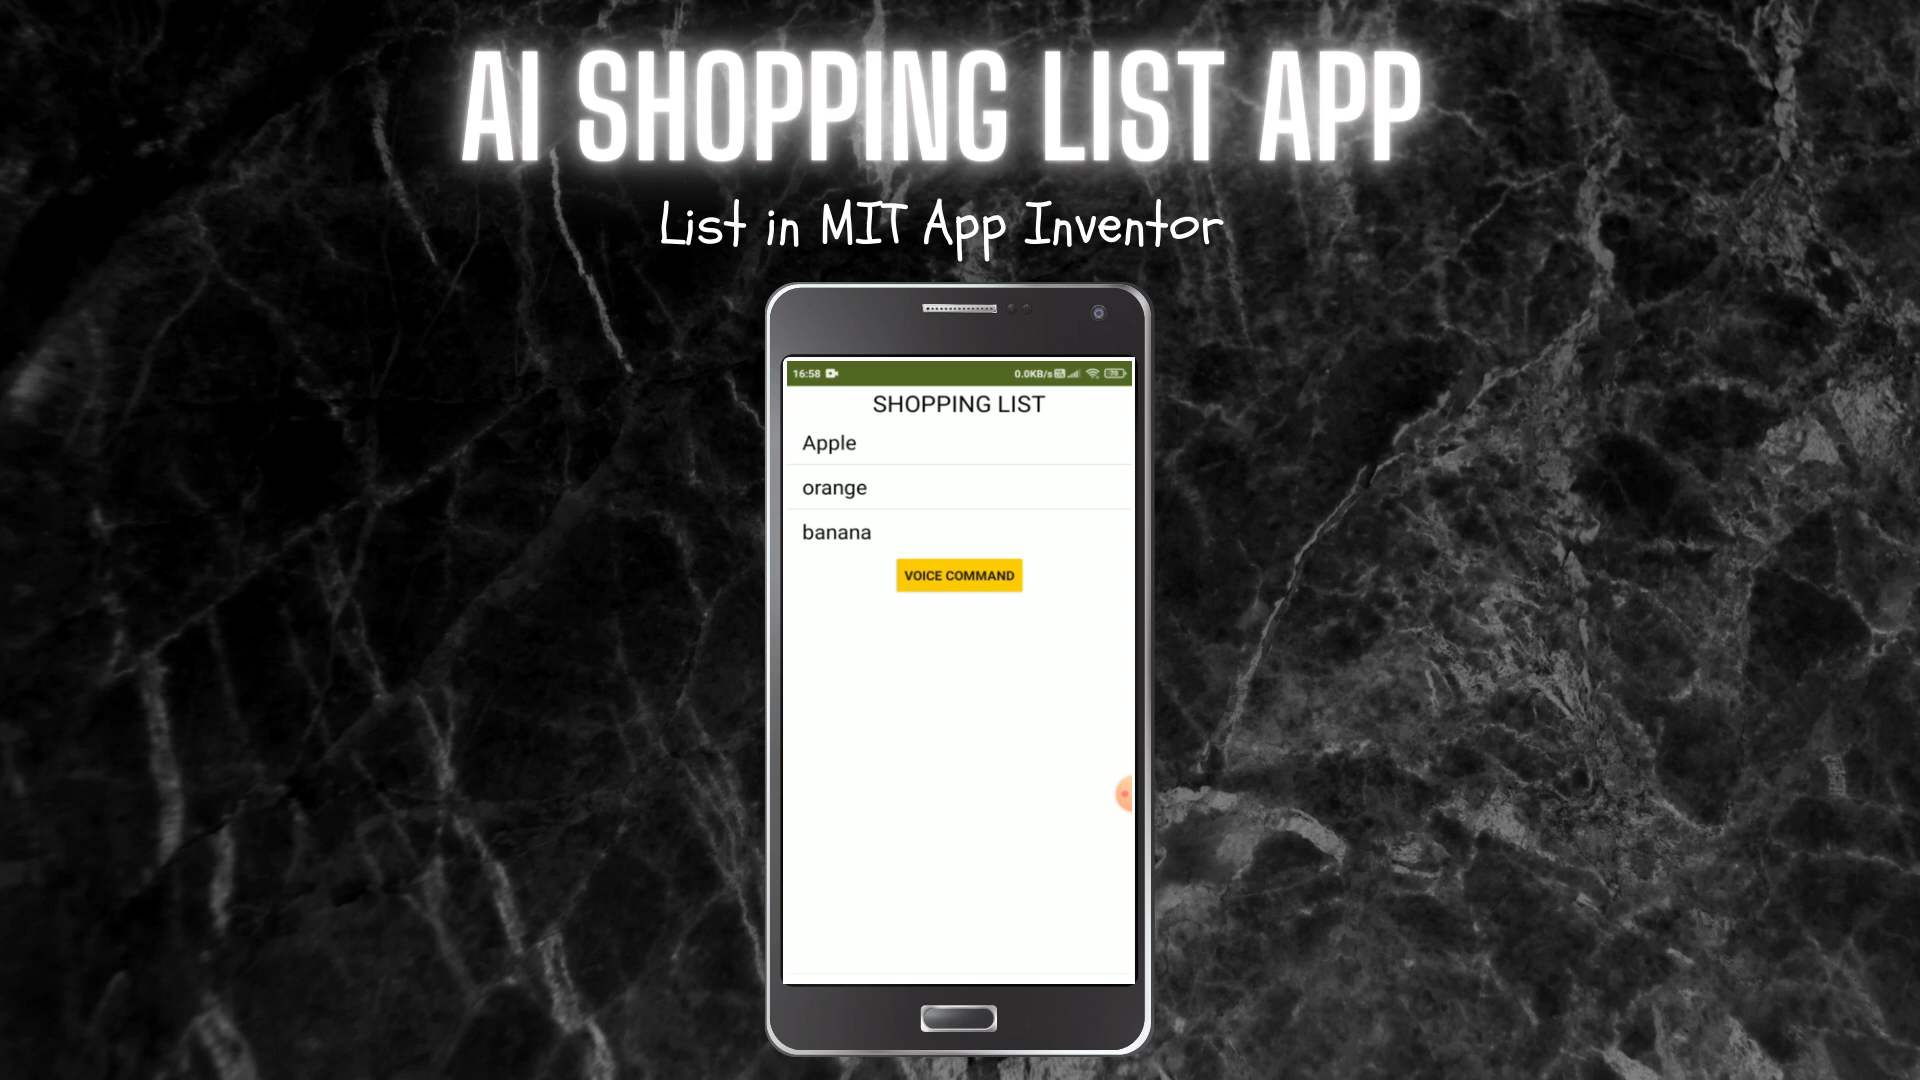 AI SHOPPING LIST APP
List in MIT App Inventor
16:58 0.0KB/s 70
SHOPPING LIST
Apple
orange
banana
VOICE COMMAND